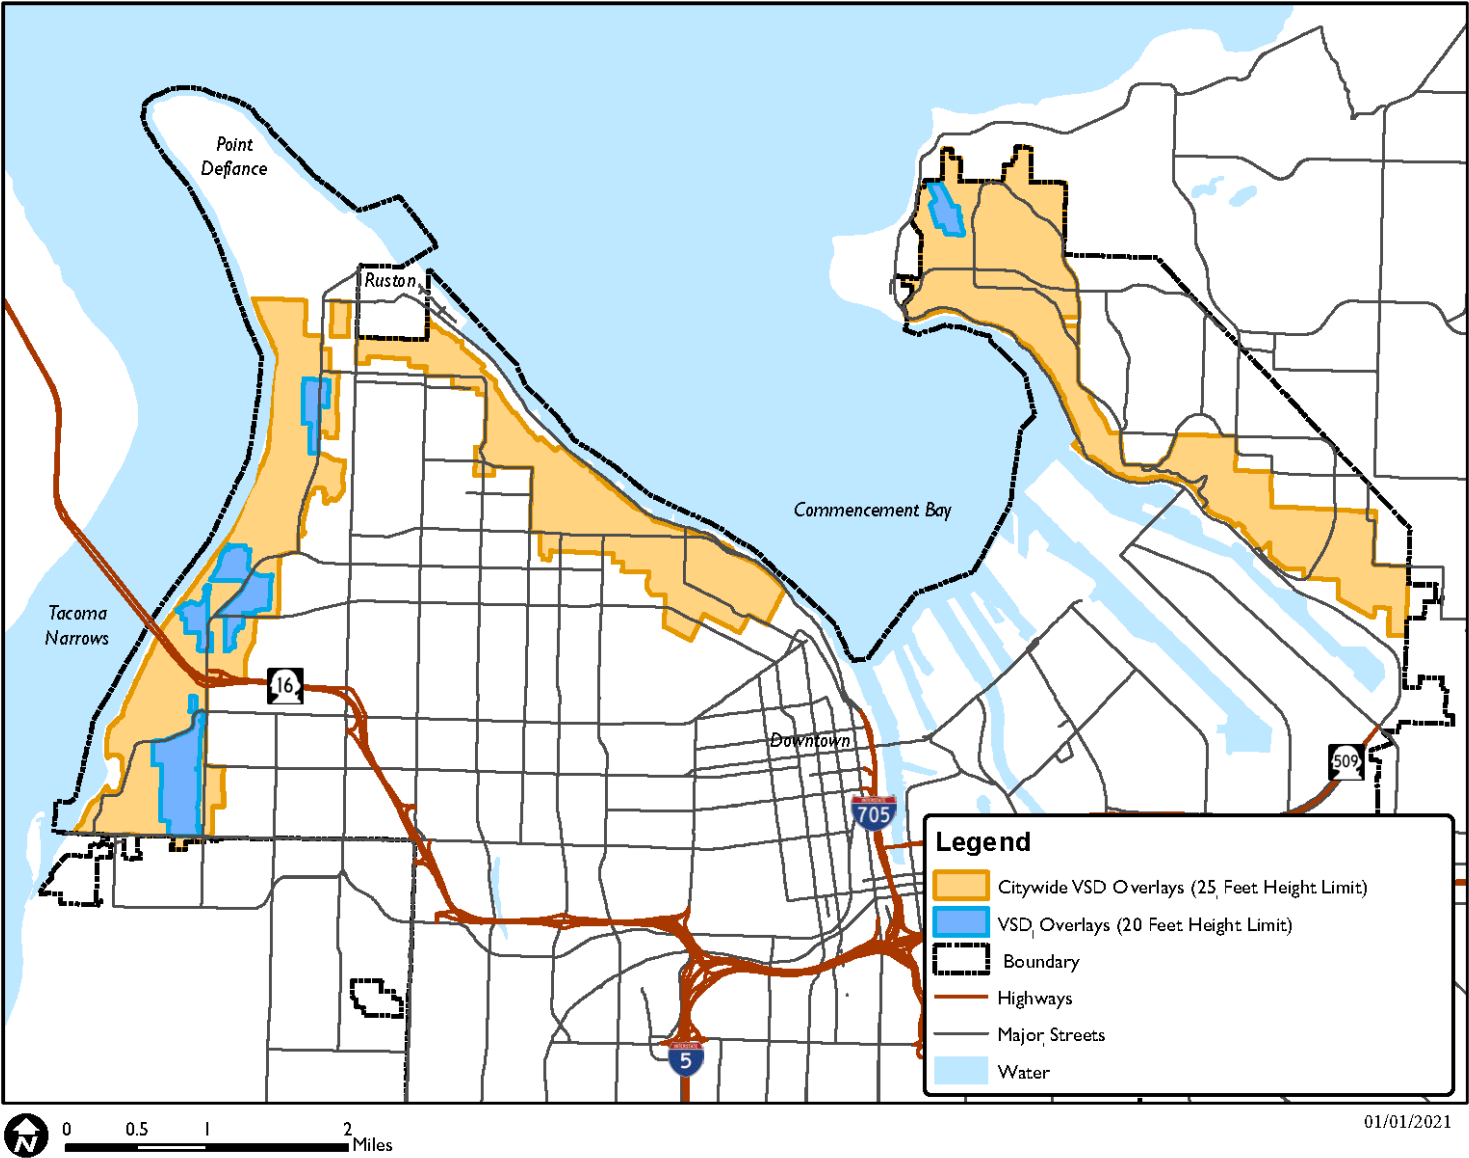 Point
Defiance
Ruston
Commencement Bay
Tacoma
Narrows
16
Downtown
509
INTERSTATE
705
Legend
Citywide VSD Overlays (25 Feet Height Limit)
VSD Overlays (20 Feet Height Limit)
Boundary
Highways
Major Streets
Water
INTERSTATE
5
N
0 0.5 1 2
Miles
01/01/2021